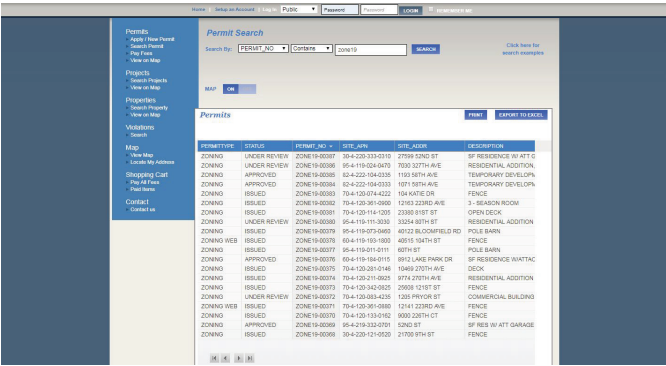 Home Setup an Account Log In Public Password Password LOGIN REMEMBER ME
Permits
Apply / New Permit
Search Permit
Pay Fees
View on Map
Projects
Search Projects
View on Map
Properties
Search Property
View on Map
Violations
Search
Map
View Map
Locate My Address
Shopping Cart
Pay All Fees
Paid Items
Contact
Contact us
Permit Search
Search By: PERMIT_NO Contains zone19 SEARCH
Click here for
search examples
MAP ON
Permits PRINT EXPORT TO EXCEL
PERMITTYPE STATUS PERMIT_NO SITE_APN SITE_ADDR DESCRIPTION
ZONING UNDER REVIEW ZONE19-00387 30-4-220-333-0310 27599 52ND ST SF RESIDENCE W/ ATT G
ZONING UNDER REVIEW ZONE19-00386 95-4-119-024-0470 7030 327TH AVE RESIDENTIAL ADDITION,
ZONING APPROVED ZONE19-00385 82-4-222-104-0335 1193 58TH AVE TEMPORARY DEVELOPM
ZONING APPROVED ZONE19-00384 82-4-222-104-0333 1071 58TH AVE TEMPORARY DEVELOPM
ZONING ISSUED ZONE19-00383 70-4-120-074-4222 104 KATIE DR FENCE
ZONING ISSUED ZONE19-00382 70-4-120-361-0900 12163 223RD AVE 3 - SEASON ROOM
ZONING ISSUED ZONE19-00381 70-4-120-114-1205 23380 81ST ST OPEN DECK
ZONING UNDER REVIEW ZONE19-00380 95-4-119-111-3030 33254 80TH ST RESIDENTIAL ADDITION
ZONING ISSUED ZONE19-00379 95-4-119-073-0460 40122 BLOOMFIELD RD POLE BARN
ZONING WEB ISSUED ZONE19-00378 60-4-119-193-1800 40515 104TH ST FENCE
ZONING ISSUED ZONE19-00377 95-4-119-011-0111 60TH ST POLE BARN
ZONING APPROVED ZONE19-00376 60-4-119-184-0115 8912 LAKE PARK DR SF RESIDENCE W/ATTAC
ZONING ISSUED ZONE19-00375 70-4-120-281-0146 10469 270TH AVE DECK
ZONING ISSUED ZONE19-00374 70-4-120-211-0925 9774 270TH AVE RESIDENTIAL ADDITION
ZONING ISSUED ZONE19-00373 70-4-120-342-0825 25608 121ST ST FENCE
ZONING UNDER REVIEW ZONE19-00372 70-4-120-083-4235 1205 PRYOR ST COMMERCIAL BUILDING
ZONING WEB ISSUED ZONE19-00371 70-4-120-361-0880 12141 223RD AVE FENCE
ZONING ISSUED ZONE19-00370 70-4-120-133-0162 9000 226TH CT FENCE
ZONING APPROVED ZONE19-00369 95-4-219-332-0701 52ND ST SF RES W/ ATT GARAGE
ZONING ISSUED ZONE19-00368 30-4-220-121-0520 21700 9TH ST FENCE